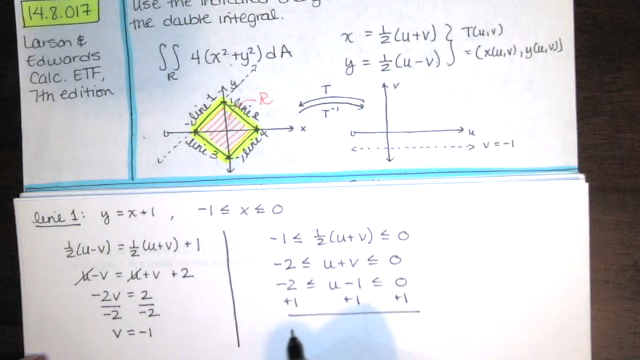 14.8.017
Larson &
Edwards
Calc. ETF,
7th edition
Use the indicated
the double integral.
∬ 4(x²+y²) dA
R
x = ½(u+v)
y = ½(u-v)
T(u,v)
= (x(u,v), y(u,v))
line 1
line 2
line 3
line 4
y
R
x
T
T⁻¹
v
u
v = -1
line 1: y = x+1 , -1 ≤ x ≤ 0
½(u-v) = ½(u+v) + 1
u-v = u+v + 2
-2v = 2
-2 -2
v = -1
-1 ≤ ½(u+v) ≤ 0
-2 ≤ u+v ≤ 0
-2 ≤ u-1 ≤ 0
+1 +1 +1